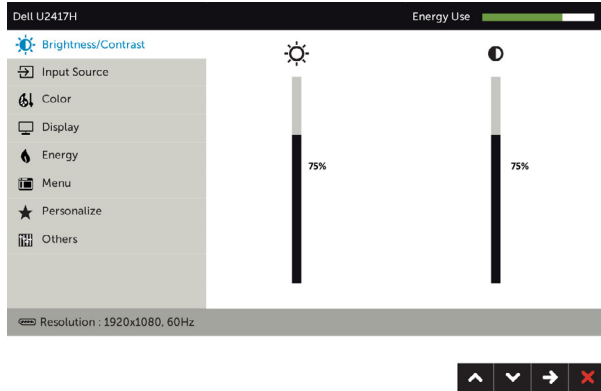 Dell U2417H
Energy Use
Brightness/Contrast
Input Source
Color
Display
Energy
Menu
Personalize
Others
75%
75%
Resolution : 1920x1080, 60Hz